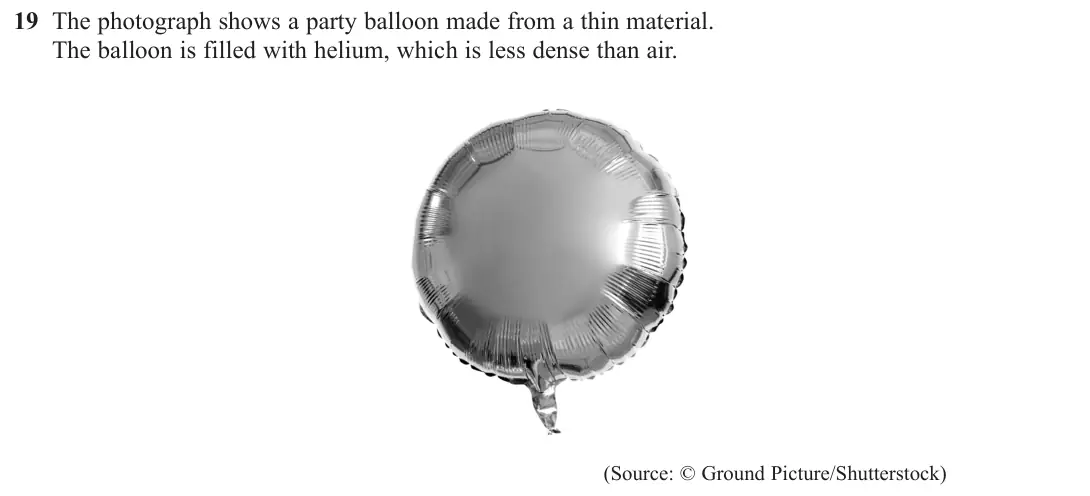 19 The photograph shows a party balloon made from a thin material.
The balloon is filled with helium, which is less dense than air.
(Source: © Ground Picture/Shutterstock)